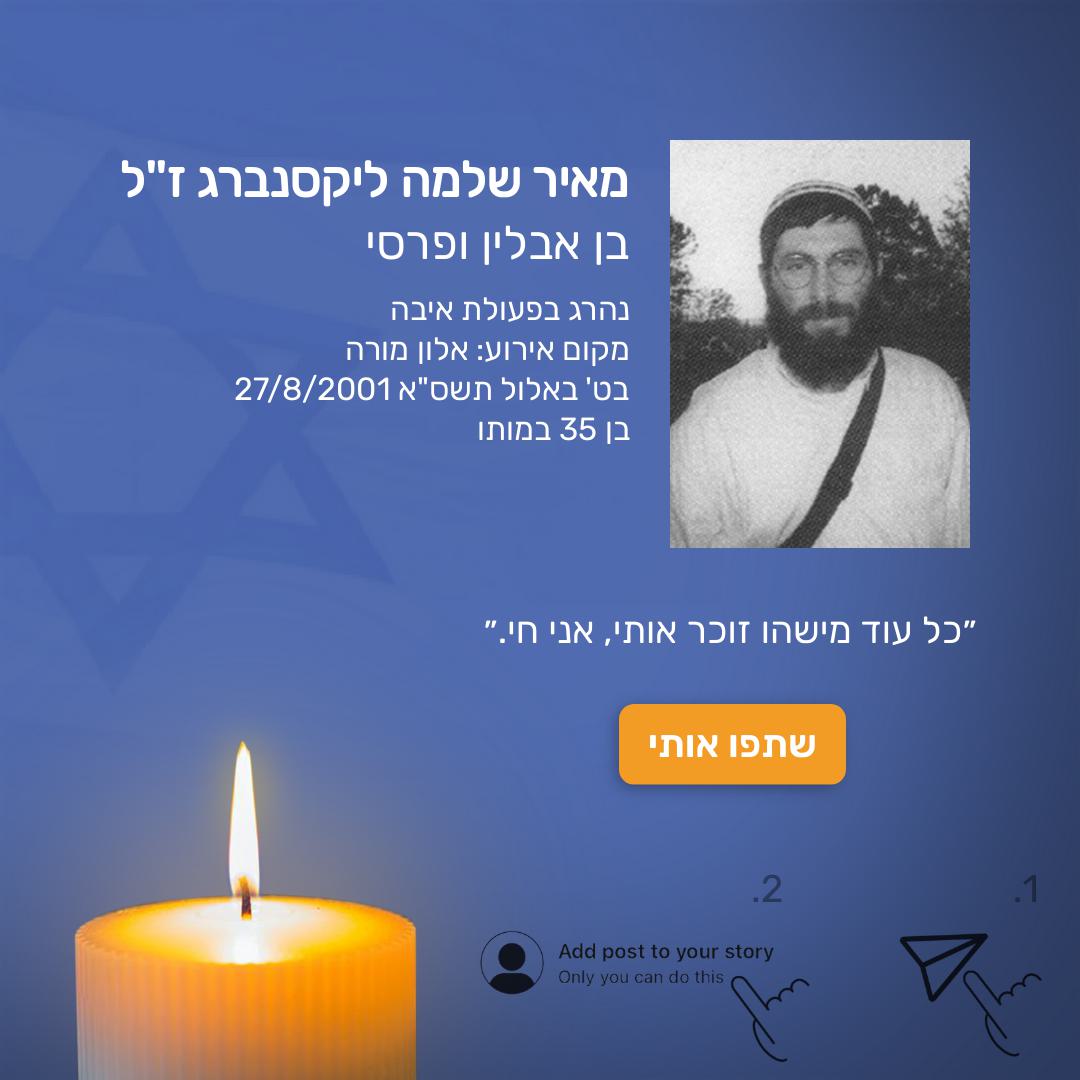 מאיר שלמה ליקסנברג ז"ל
בן אבלין ופרסי
נהרג בפעולת איבה
מקום אירוע: אלון מורה
בט' באלול תשס"א 27/8/2001
בן 35 במותו
״כל עוד מישהו זוכר אותי, אני חי.״
שתפו אותי
1.
2.
Add post to your story
Only you can do this